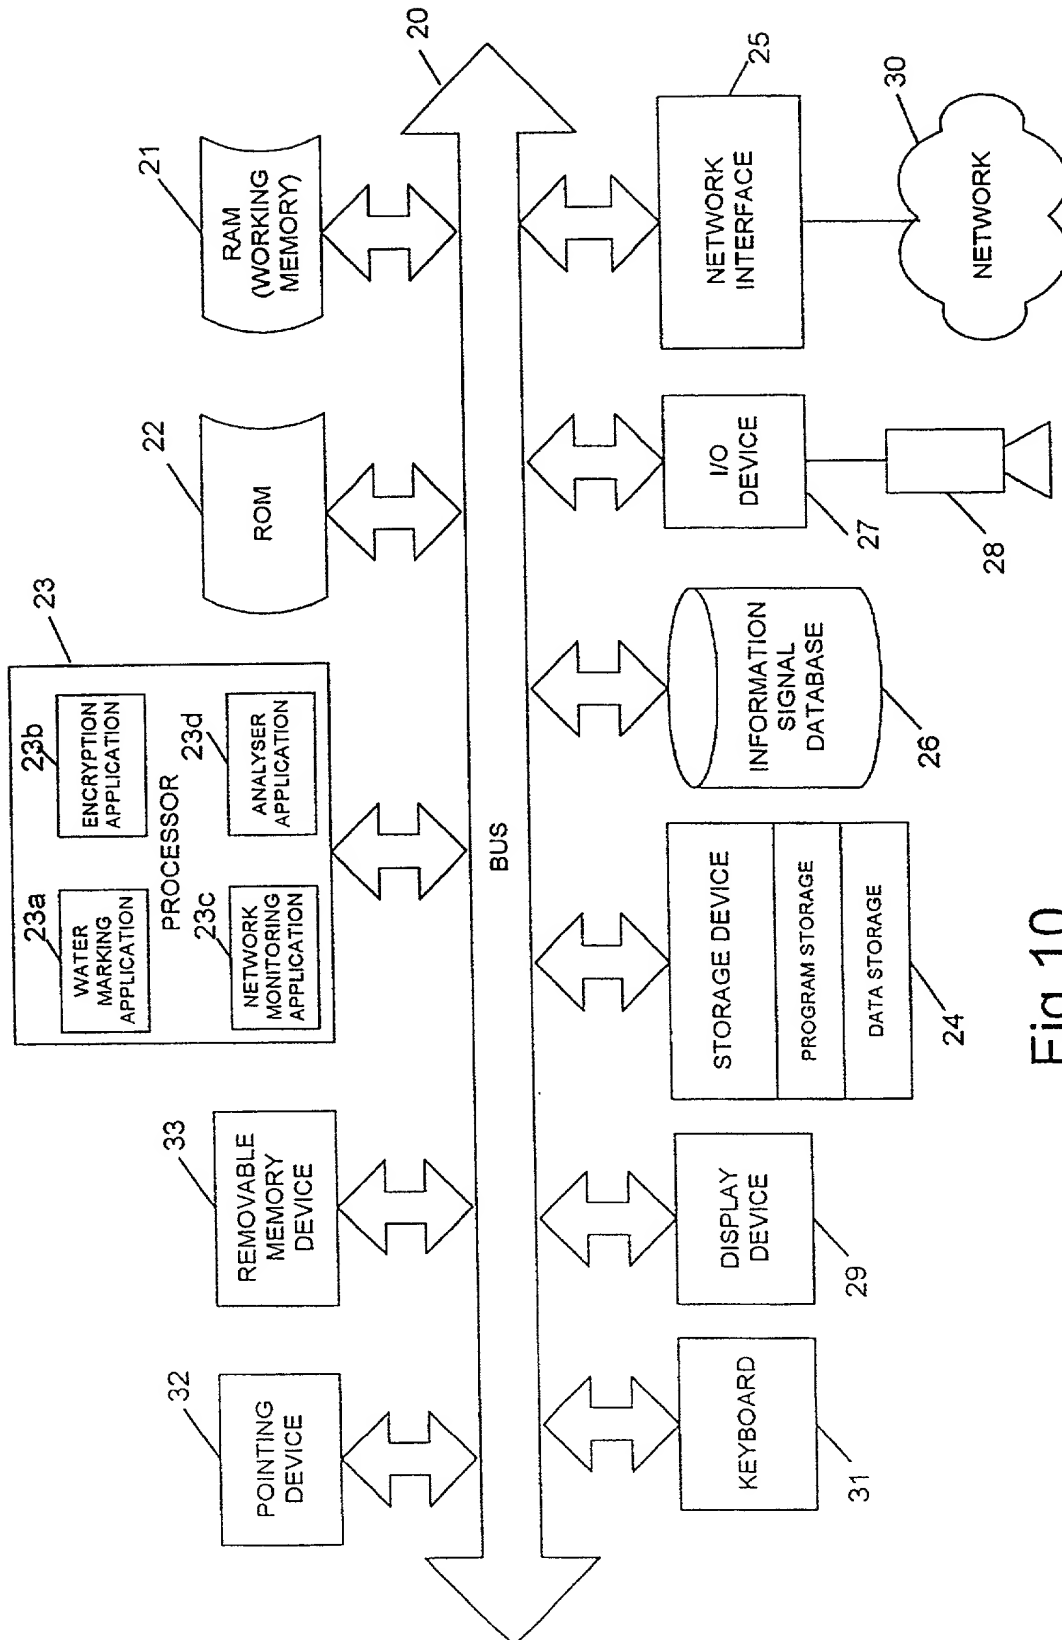 32
POINTING
DEVICE
33
REMOVABLE
MEMORY
DEVICE
23
23a
WATER
MARKING
APPLICATION
23b
ENCRYPTION
APPLICATION
PROCESSOR
23c
NETWORK
MONITORING
APPLICATION
23d
ANALYSER
APPLICATION
22
ROM
21
RAM
(WORKING
MEMORY)
20
BUS
KEYBOARD
31
DISPLAY
DEVICE
29
STORAGE DEVICE
PROGRAM STORAGE
DATA STORAGE
24
INFORMATION
SIGNAL
DATABASE
26
I/O
DEVICE
27
28
NETWORK
INTERFACE
25
30
NETWORK
Fig 10